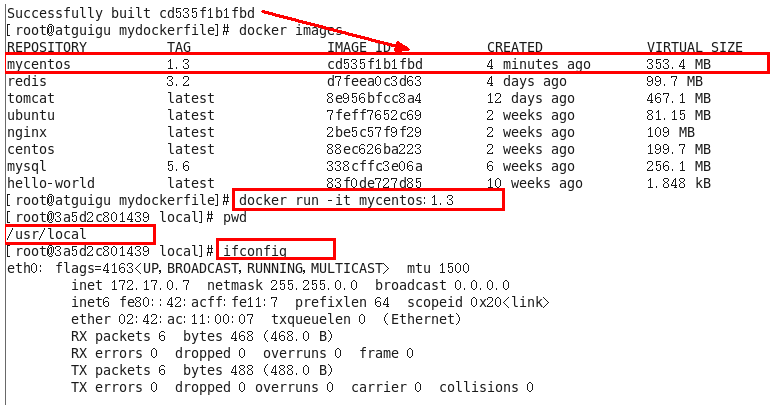 Successfully built cd535f1b1fbd
[root@atguigu mydockerfile]# docker images
REPOSITORY TAG IMAGE ID CREATED VIRTUAL SIZE
mycentos 1.3 cd535f1b1fbd 4 minutes ago 353.4 MB
redis 3.2 d7feea0c3d63 4 days ago 99.7 MB
tomcat latest 8e956bfcc8a4 12 days ago 467.1 MB
ubuntu latest 7feff7652c69 2 weeks ago 81.15 MB
nginx latest 2be5c57f9f29 2 weeks ago 109 MB
centos latest 88ec626ba223 2 weeks ago 199.7 MB
mysql 5.6 338cffc3e06a 6 weeks ago 256.1 MB
hello-world latest 83f0de727d85 10 weeks ago 1.848 kB
[root@atguigu mydockerfile]# docker run -it mycentos:1.3
[root@3a5d2c801439 local]# pwd
/usr/local
[root@3a5d2c801439 local]# ifconfig
eth0: flags=4163<UP,BROADCAST,RUNNING,MULTICAST> mtu 1500
inet 172.17.0.7 netmask 255.255.0.0 broadcast 0.0.0.0
inet6 fe80::42:acff:fe11:7 prefixlen 64 scopeid 0x20<link>
ether 02:42:ac:11:00:07 txqueuelen 0 (Ethernet)
RX packets 6 bytes 468 (468.0 B)
RX errors 0 dropped 0 overruns 0 frame 0
TX packets 6 bytes 488 (488.0 B)
TX errors 0 dropped 0 overruns 0 carrier 0 collisions 0